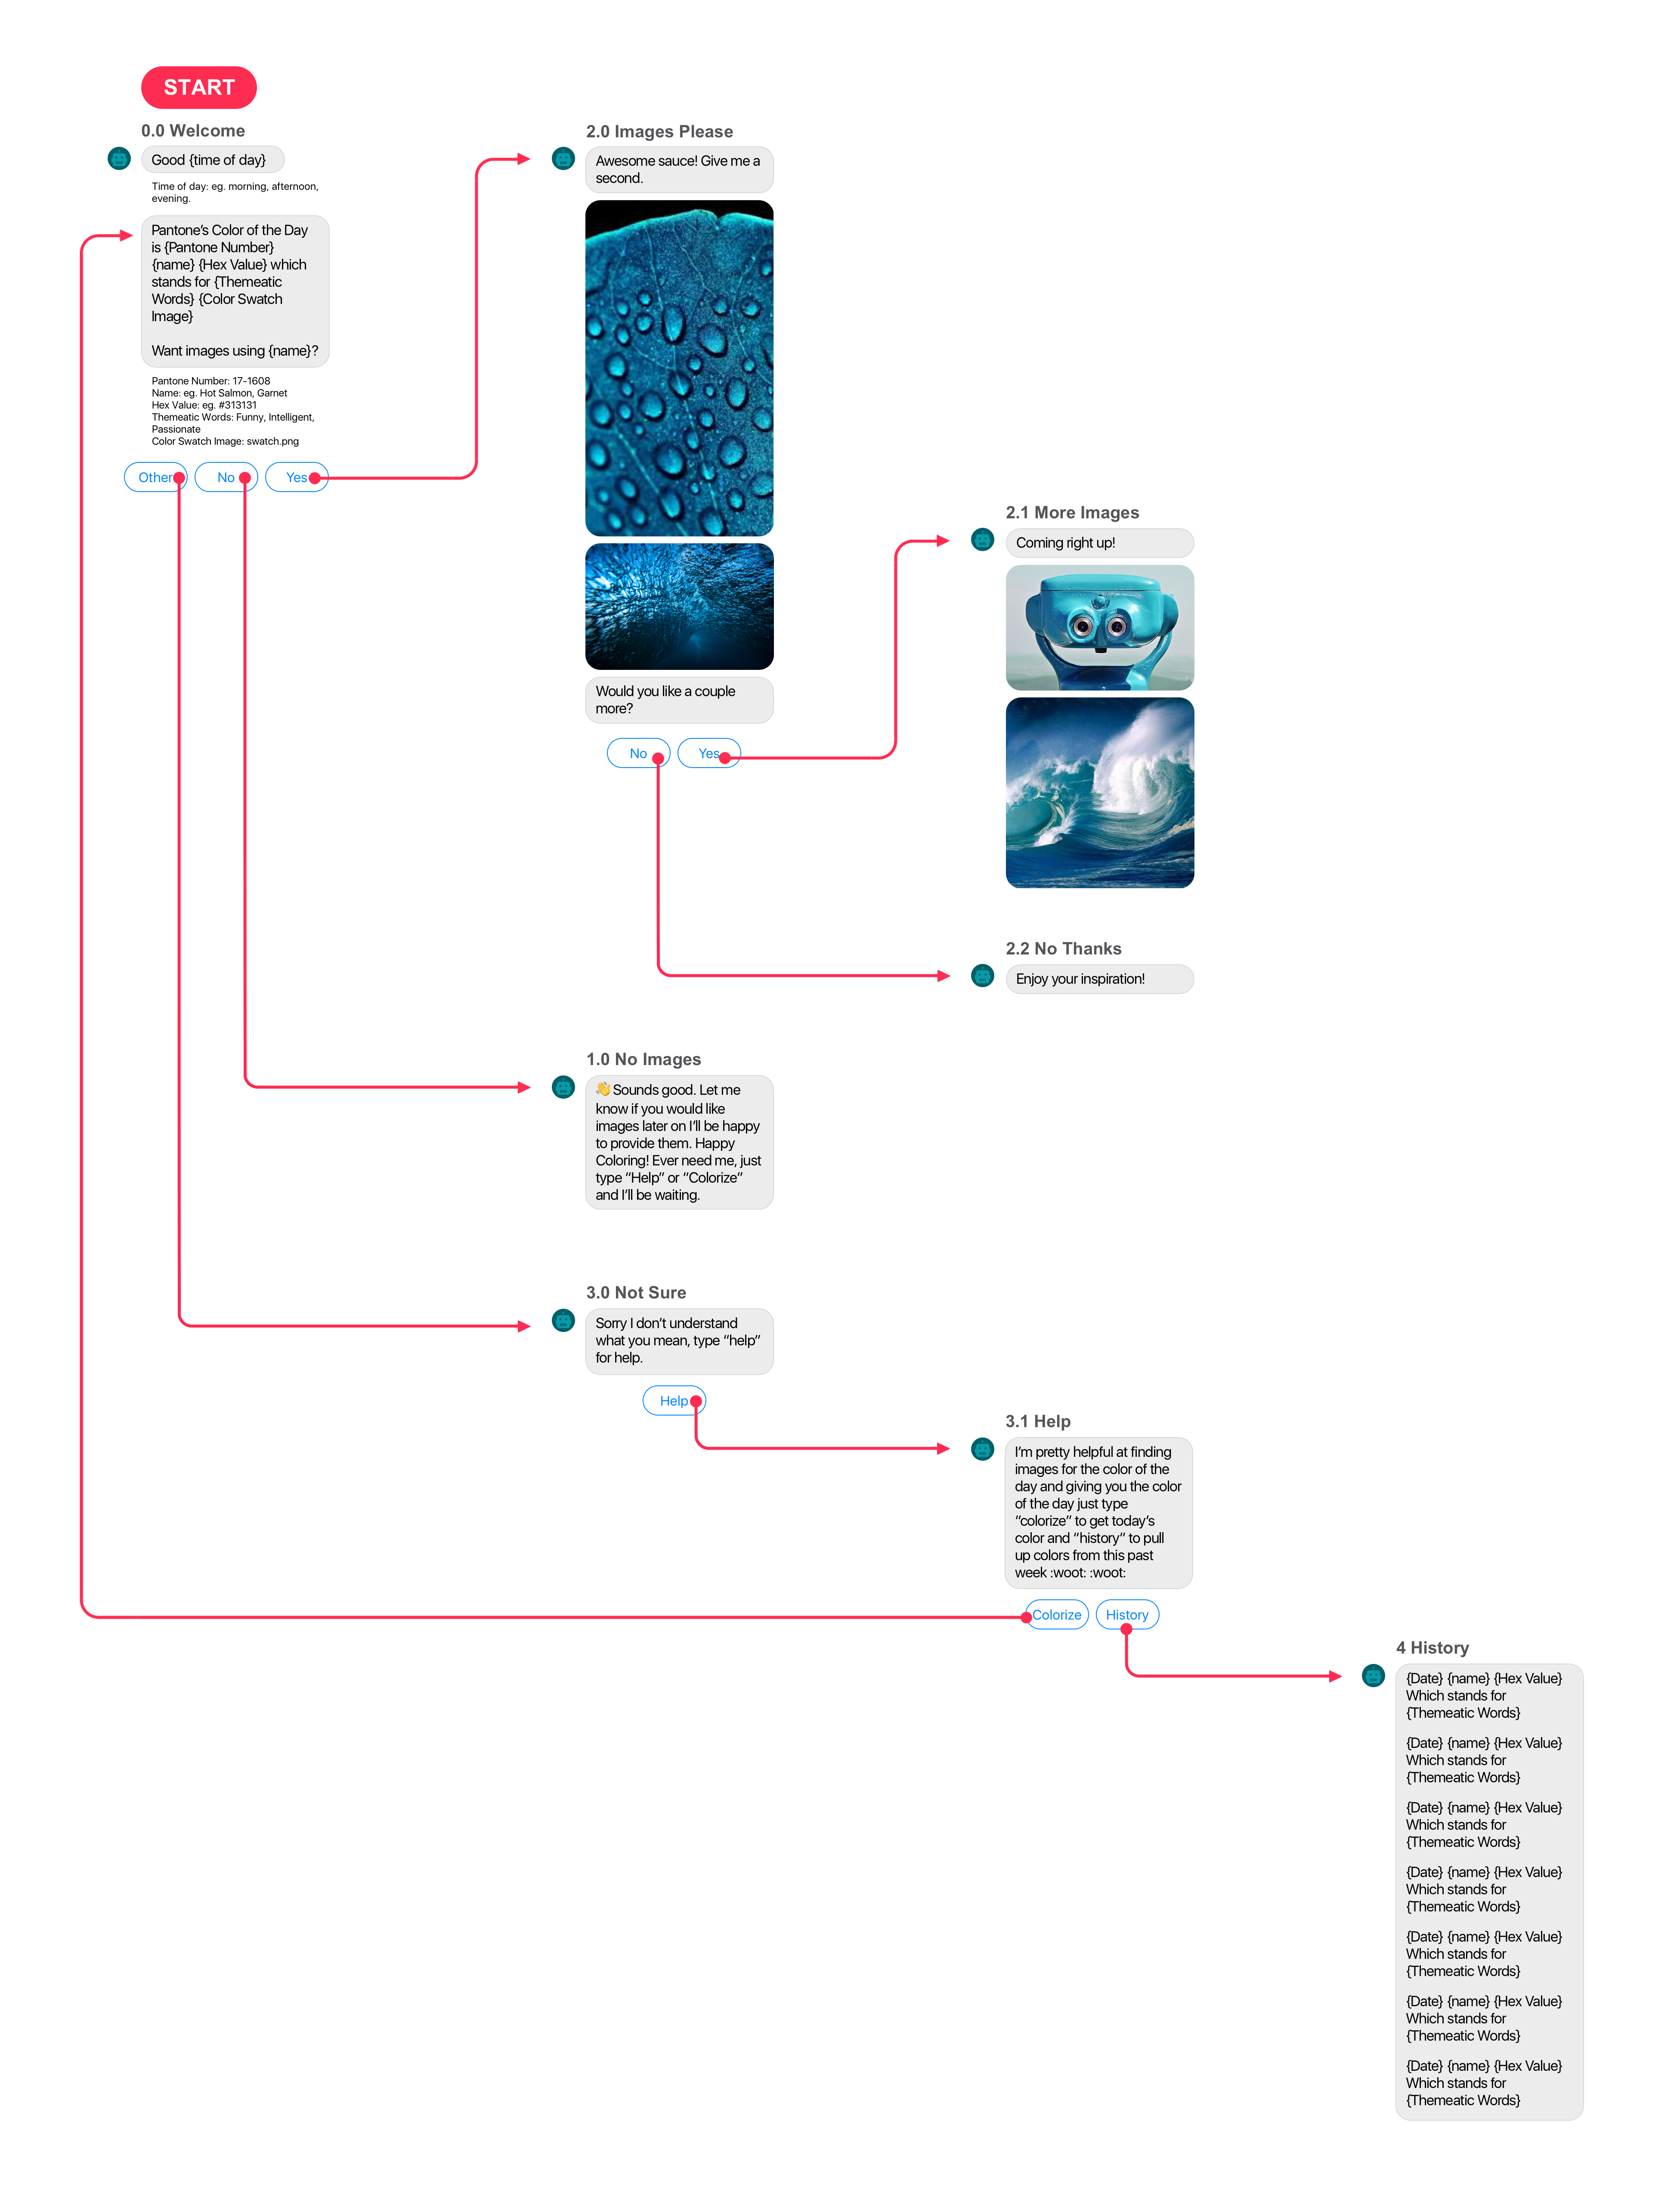 START
0.0 Welcome
Good {time of day}
Time of day: eg. morning, afternoon,
evening.
Pantone's Color of the Day
is {Pantone Number}
{name} {Hex Value} which
stands for {Themeatic
Words} {Color Swatch
Image}
Want images using {name}?
Pantone Number: 17-1608
Name: eg. Hot Salmon, Garnet
Hex Value: eg. #313131
Themeatic Words: Funny, Intelligent,
Passionate
Color Swatch Image: swatch.png
Other
No
Yes
2.0 Images Please
Awesome sauce! Give me a
second.
Would you like a couple
more?
No
Yes
2.1 More Images
Coming right up!
2.2 No Thanks
Enjoy your inspiration!
1.0 No Images
👋 Sounds good. Let me
know if you would like
images later on I'll be happy
to provide them. Happy
Coloring! Ever need me, just
type “Help” or “Colorize”
and I'll be waiting.
3.0 Not Sure
Sorry I don't understand
what you mean, type “help”
for help.
Help
3.1 Help
I'm pretty helpful at finding
images for the color of the
day and giving you the color
of the day just type
“colorize” to get today's
color and “history” to pull
up colors from this past
week :woot: :woot:
Colorize
History
4 History
{Date} {name} {Hex Value}
Which stands for
{Themeatic Words}
{Date} {name} {Hex Value}
Which stands for
{Themeatic Words}
{Date} {name} {Hex Value}
Which stands for
{Themeatic Words}
{Date} {name} {Hex Value}
Which stands for
{Themeatic Words}
{Date} {name} {Hex Value}
Which stands for
{Themeatic Words}
{Date} {name} {Hex Value}
Which stands for
{Themeatic Words}
{Date} {name} {Hex Value}
Which stands for
{Themeatic Words}